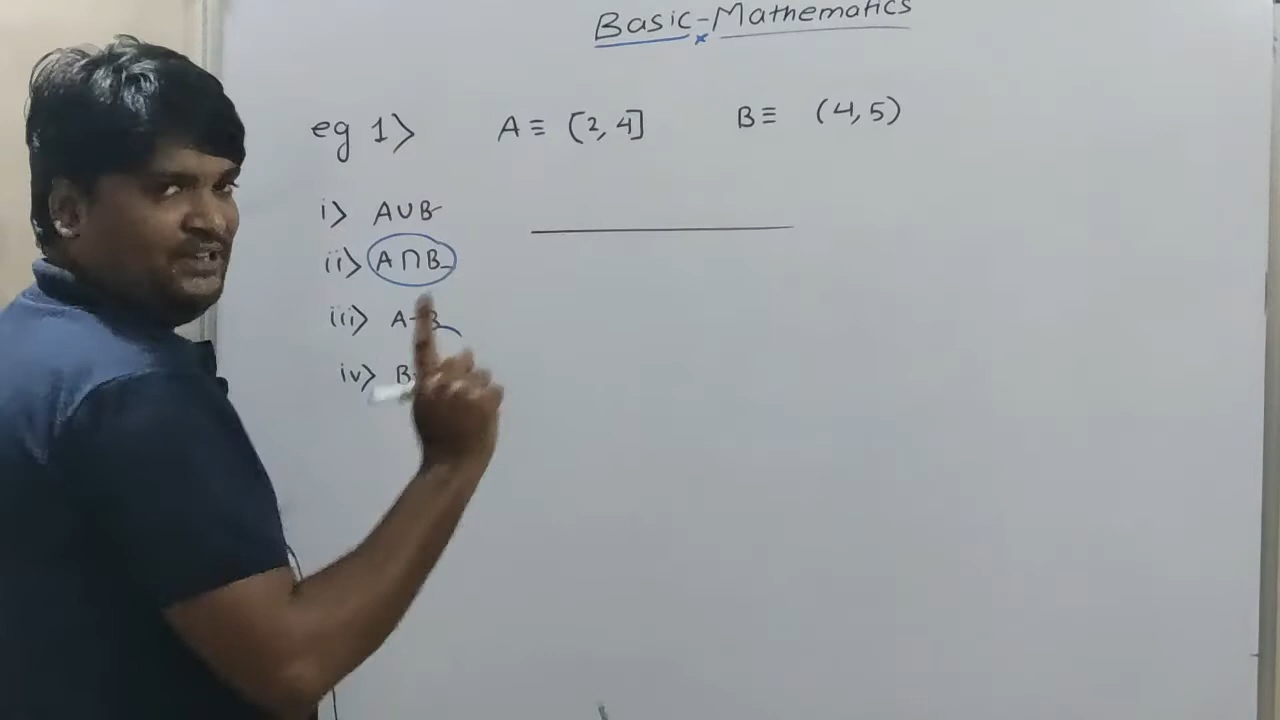 Basic-Mathematics
eg 1> A ≡ [2, 4] B ≡ (4, 5)
i> A∪B
ii> A∩B
iii> A-B
iv> B-